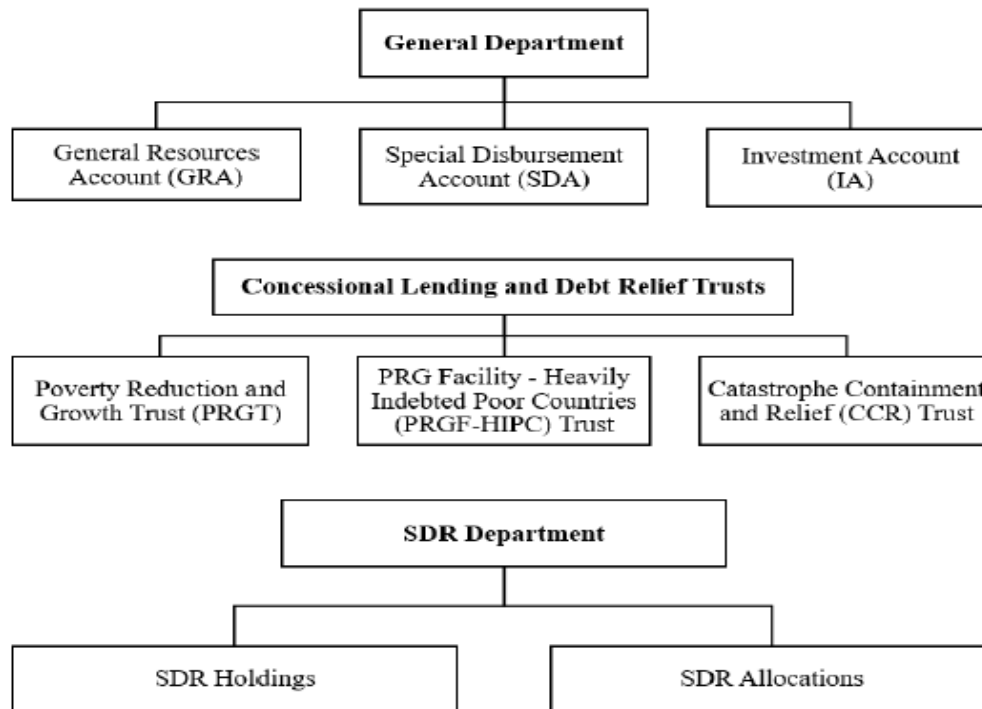 General Department
General Resources
Account (GRA)
Special Disbursement
Account (SDA)
Investment Account
(IA)
Concessional Lending and Debt Relief Trusts
Poverty Reduction and
Growth Trust (PRGT)
PRG Facility - Heavily
Indebted Poor Countries
(PRGF-HIPC) Trust
Catastrophe Containment
and Relief (CCR) Trust
SDR Department
SDR Holdings
SDR Allocations